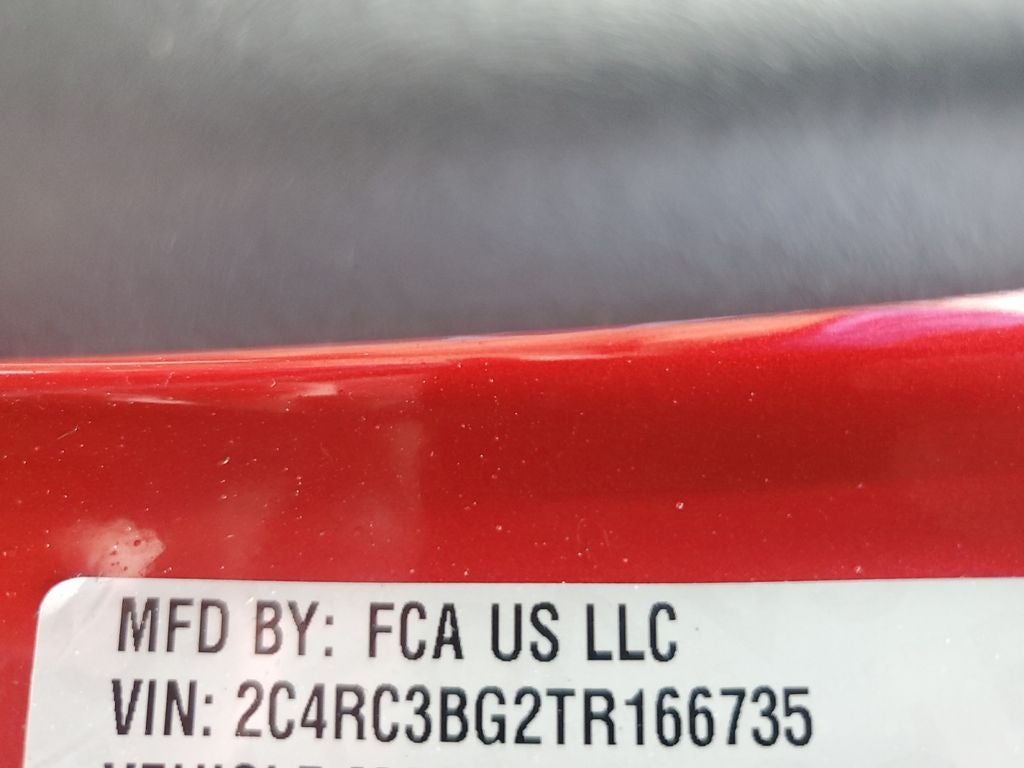 MFD BY: FCA US LLC
VIN: 2C4RC3BG2TR166735